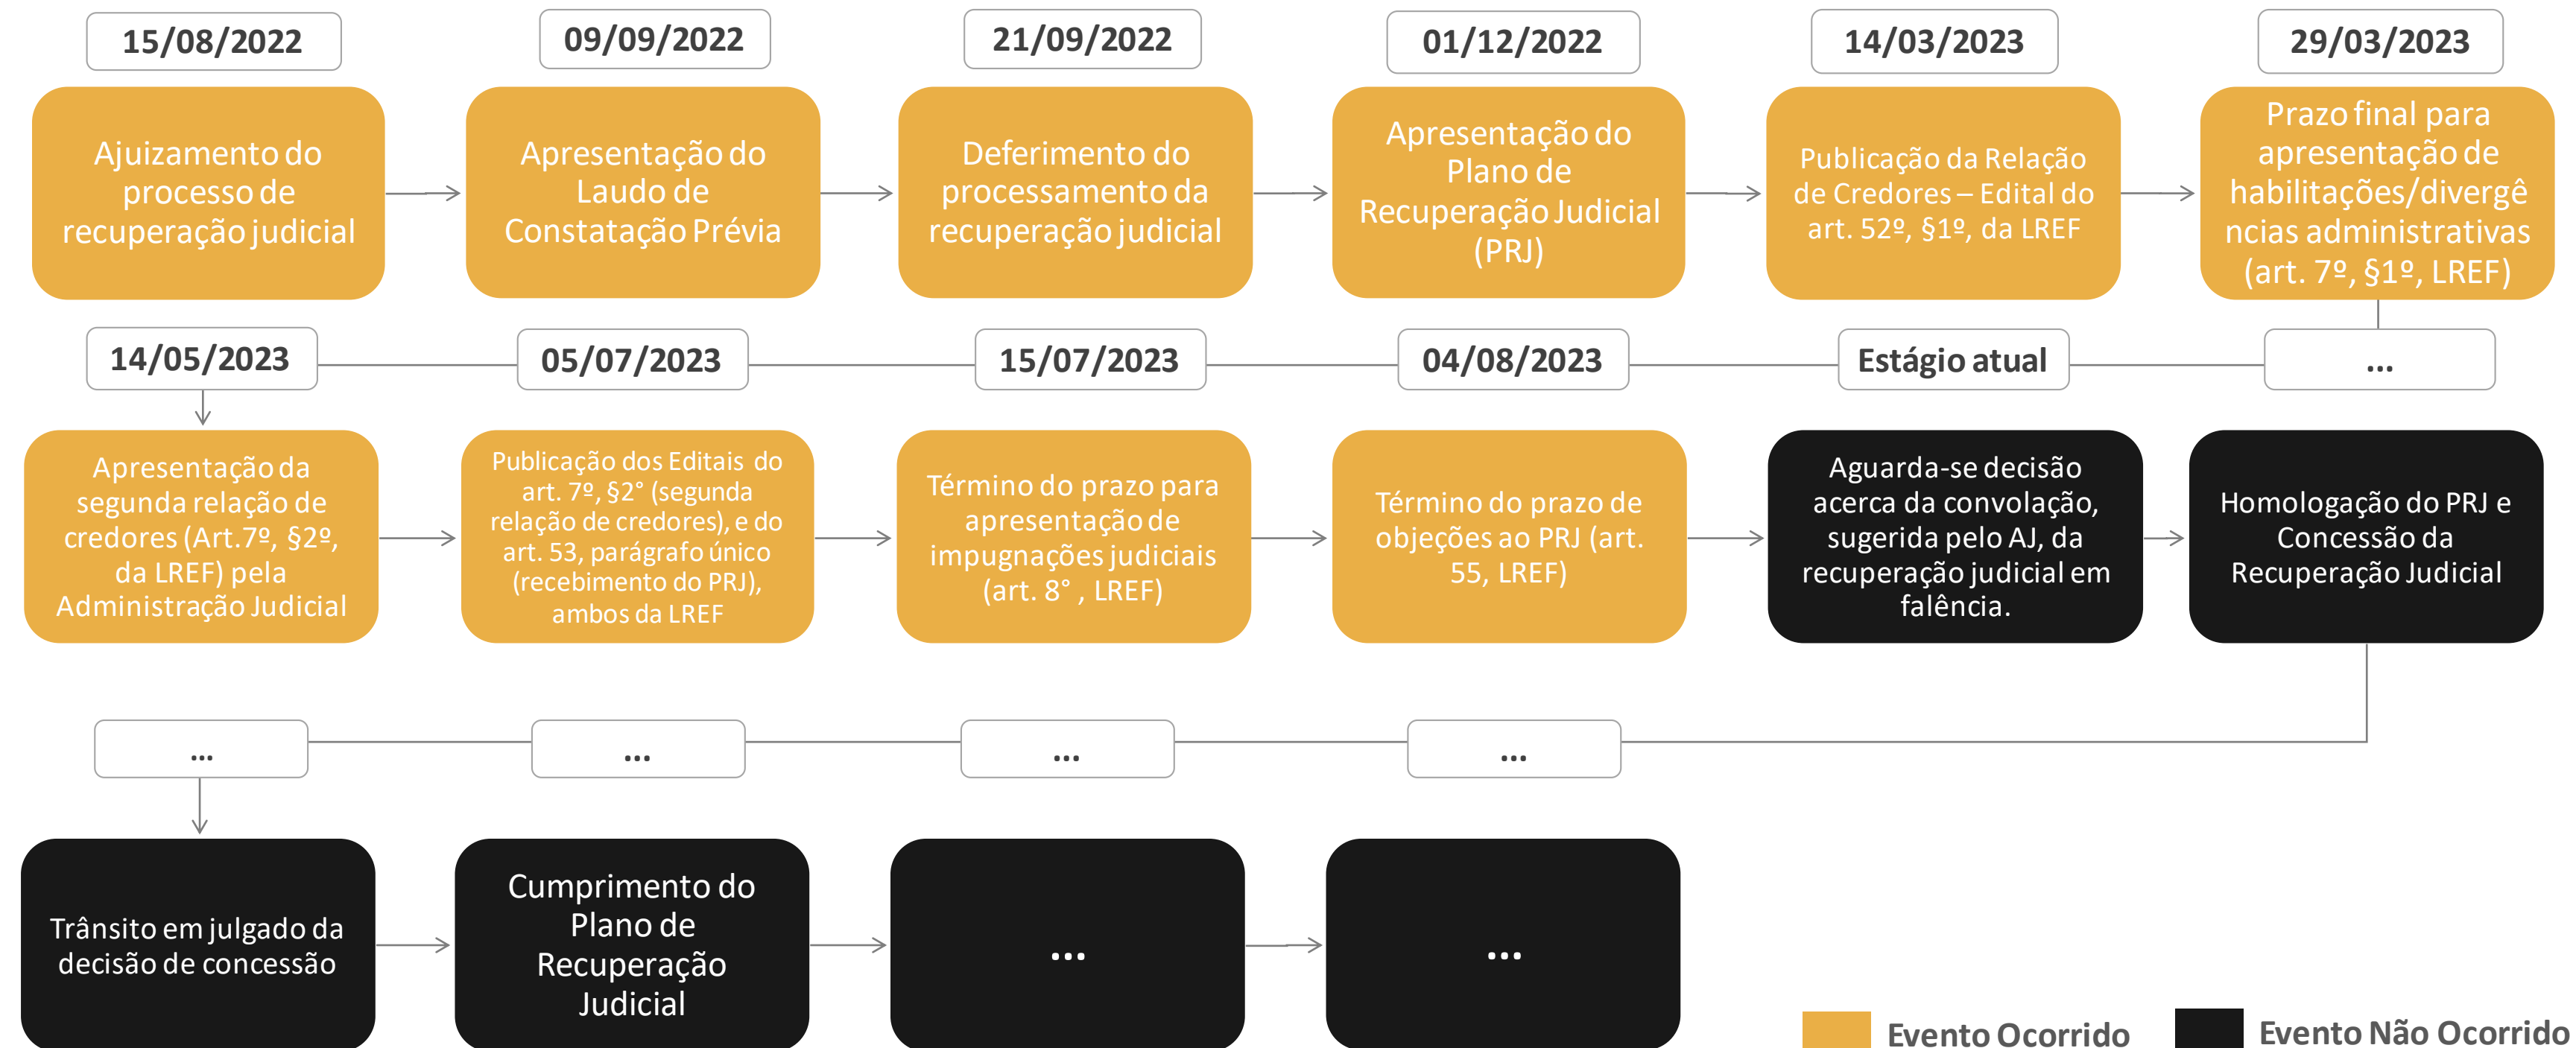 15/08/2022
09/09/2022
21/09/2022
01/12/2022
14/03/2023
29/03/2023
Ajuizamento do
processo de
recuperação judicial
Apresentação do
Laudo de
Constatação Prévia
Deferimento do
processamento da
recuperação judicial
Apresentação do
Plano de
Recuperação Judicial
(PRJ)
Publicação da Relação
de Credores – Edital do
art. 52º, §1º, da LREF
Prazo final para
apresentação de
habilitações/divergê
ncias administrativas
(art. 7º, §1º, LREF)
14/05/2023
05/07/2023
15/07/2023
04/08/2023
Estágio atual
...
Apresentação da
segunda relação de
credores (Art.7º, §2º,
da LREF) pela
Administração Judicial
Publicação dos Editais do
art. 7º, §2° (segunda
relação de credores), e do
art. 53, parágrafo único
(recebimento do PRJ),
ambos da LREF
Término do prazo para
apresentação de
impugnações judiciais
(art. 8° , LREF)
Término do prazo de
objeções ao PRJ (art.
55, LREF)
Aguarda-se decisão
acerca da convolação,
sugerida pelo AJ, da
recuperação judicial em
falência.
Homologação do PRJ e
Concessão da
Recuperação Judicial
...
...
...
...
Trânsito em julgado da
decisão de concessão
Cumprimento do
Plano de
Recuperação
Judicial
...
...
Evento Ocorrido
Evento Não Ocorrido